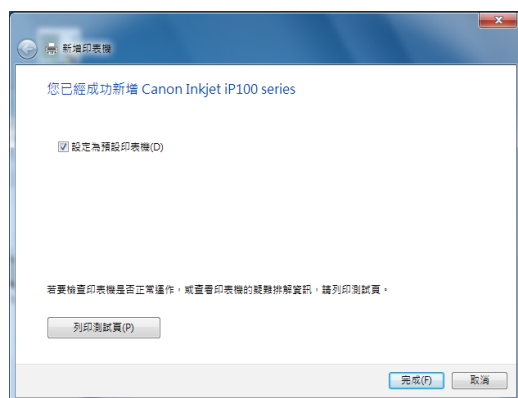 新增印表機
您已經成功新增 Canon Inkjet iP100 series
設定為預設印表機(D)
若要檢查印表機是否正常運作，或查看印表機的疑難排解資訊，請列印測試頁。
列印測試頁(P)
完成(F) 取消